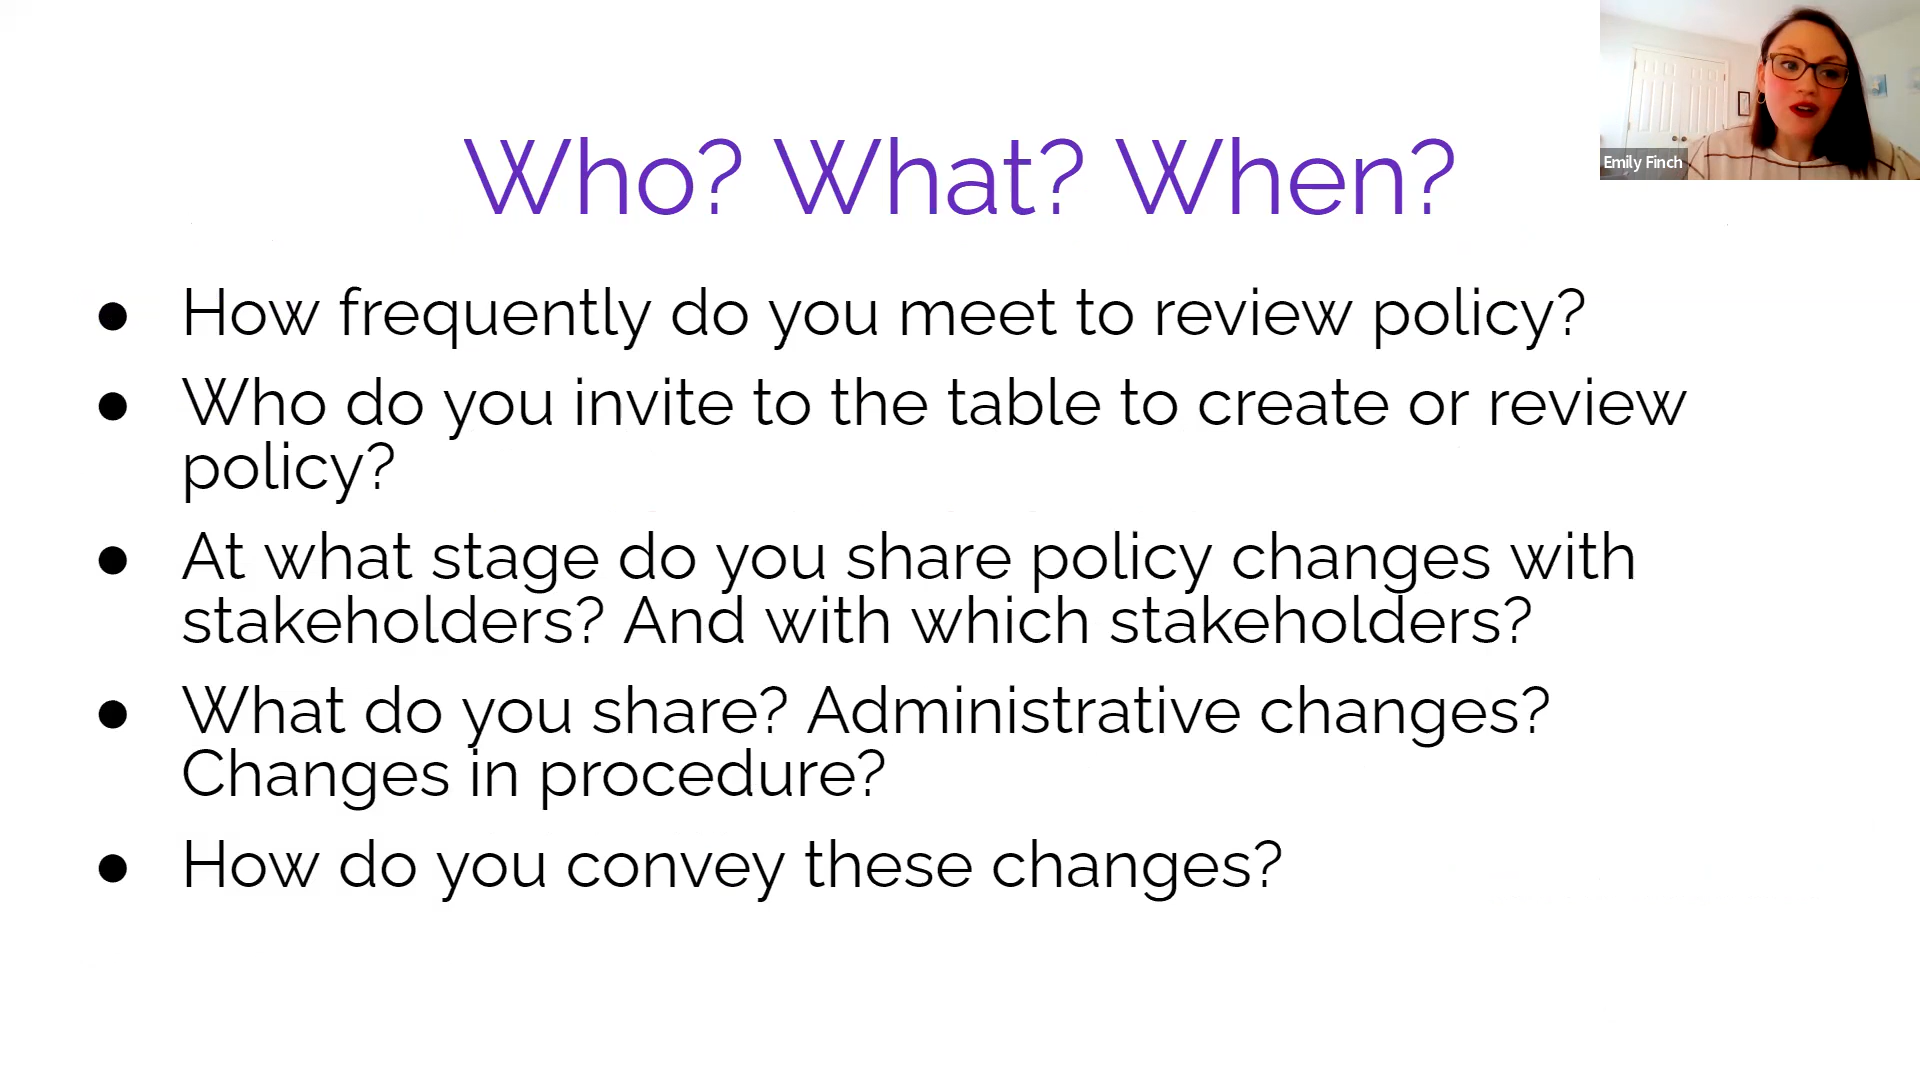 Who? What? When?
Emily Finch
● How frequently do you meet to review policy?
● Who do you invite to the table to create or review
policy?
● At what stage do you share policy changes with
stakeholders? And with which stakeholders?
● What do you share? Administrative changes?
Changes in procedure?
● How do you convey these changes?